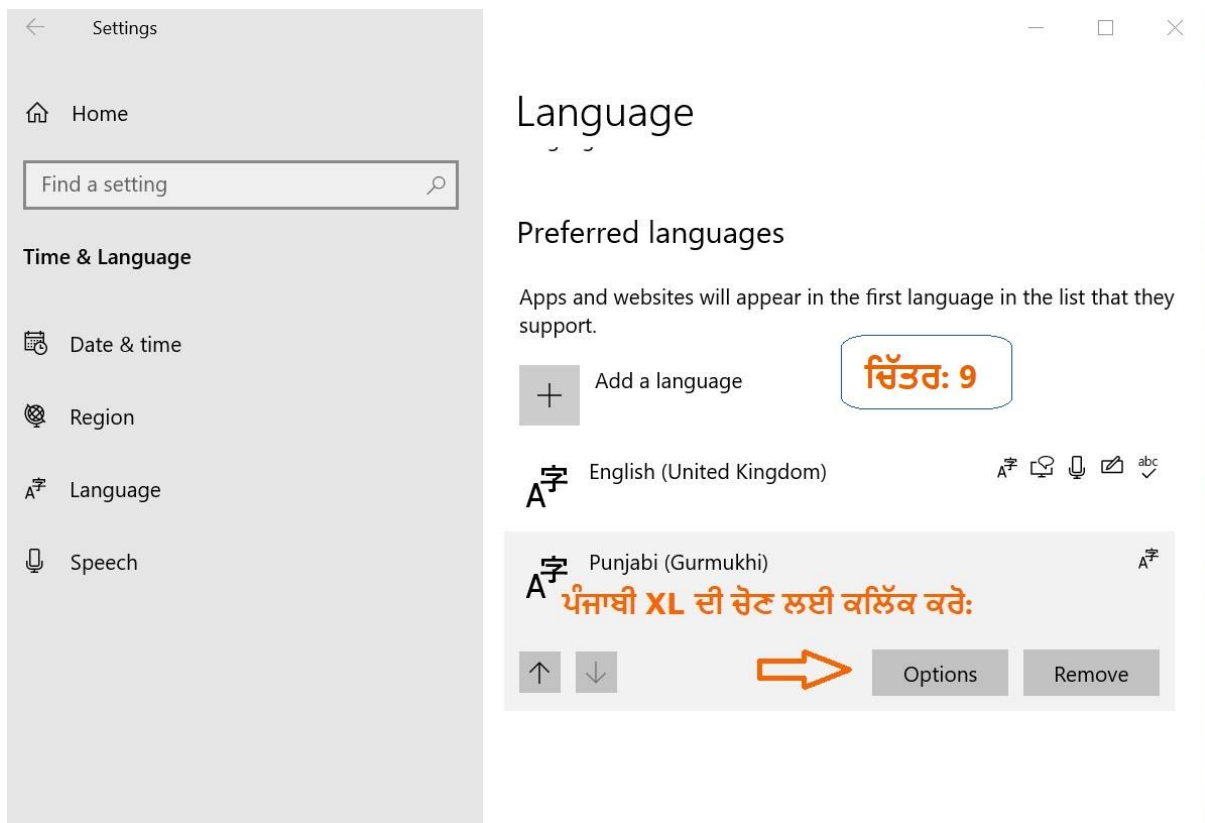 Settings
Home
Find a setting
Time & Language
Date & time
Region
Language
Speech
Language
Preferred languages
Apps and websites will appear in the first language in the list that they
support.
Add a language
ਚਿੱਤਰ: 9
English (United Kingdom)
Punjabi (Gurmukhi)
ਪੰਜਾਬੀ XL ਦੀ ਚੋਣ ਲਈ ਕਲਿੱਕ ਕਰੋ:
Options
Remove